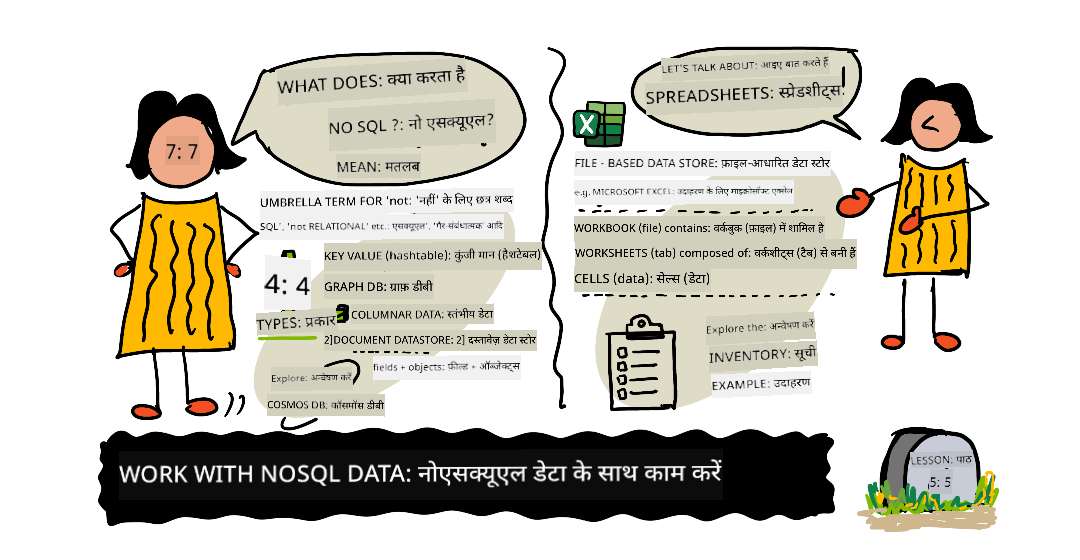 WHAT DOES: क्या करता है
NO SQL ?: नो एसक्यूएल?
MEAN: मतलब
7: 7
UMBRELLA TERM FOR 'not: 'नहीं' के लिए छत्र शब्द
SQL', 'not RELATIONAL' etc.: एसक्यूएल', 'गैर-संबंधात्मक' आदि
KEY VALUE (hashtable): कुंजी मान (हैशटेबल)
4: 4
GRAPH DB: ग्राफ़ डीबी
TYPES: प्रकार
COLUMNAR DATA: स्तंभीय डेटा
2]DOCUMENT DATASTORE: 2] दस्तावेज़ डेटा स्टोर
fields + objects: फ़ील्ड + ऑब्जेक्ट्स
Explore: अन्वेषण करें
COSMOS DB: कॉसमॉस डीबी
LET'S TALK ABOUT: आइए बात करते हैं
SPREADSHEETS: स्प्रेडशीट्स!
X
FILE - BASED DATA STORE: फ़ाइल-आधारित डेटा स्टोर
e.g. MICROSOFT EXCEL: उदाहरण के लिए माइक्रोसॉफ्ट एक्सेल
WORKBOOK (file) contains: वर्कबुक (फ़ाइल) में शामिल है
WORKSHEETS (tab) composed of: वर्कशीट्स (टैब) से बनी हैं
CELLS (data): सेल्स (डेटा)
Explore the: अन्वेषण करें
INVENTORY: सूची
EXAMPLE: उदाहरण
WORK WITH NOSQL DATA: नोएसक्यूएल डेटा के साथ काम करें
LESSON: पाठ
5: 5